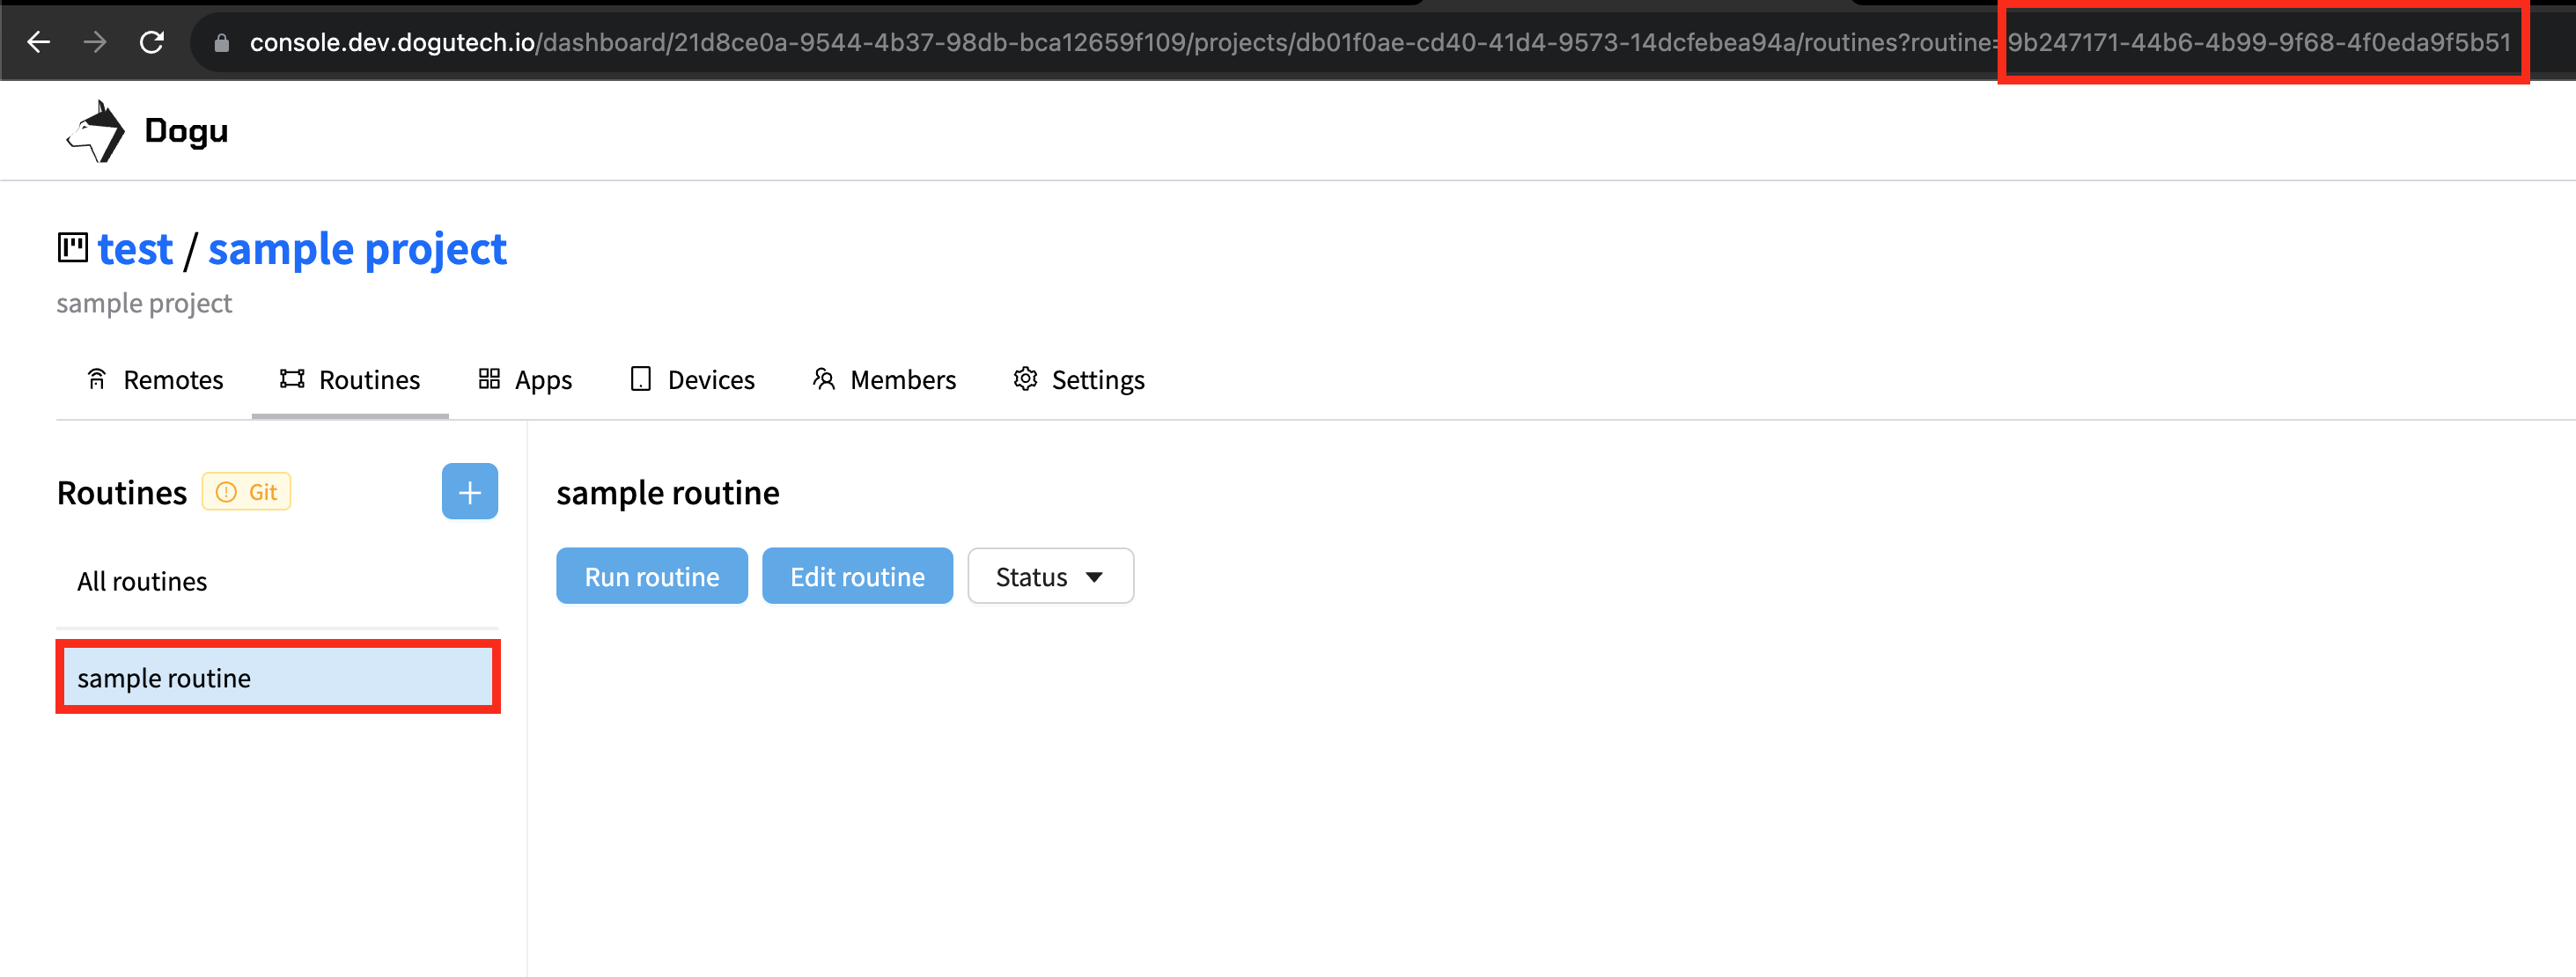 console.dev.dogutech.io/dashboard/21d8ce0a-9544-4b37-98db-bca12659f109/projects/db01f0ae-cd40-41d4-9573-14dcfebea94a/routines?routine=9b247171-44b6-4b99-9f68-4f0eda9f5b51
Dogu
test / sample project
sample project
Remotes Routines Apps Devices Members Settings
Routines Git +
sample routine
Run routine Edit routine Status
All routines
sample routine